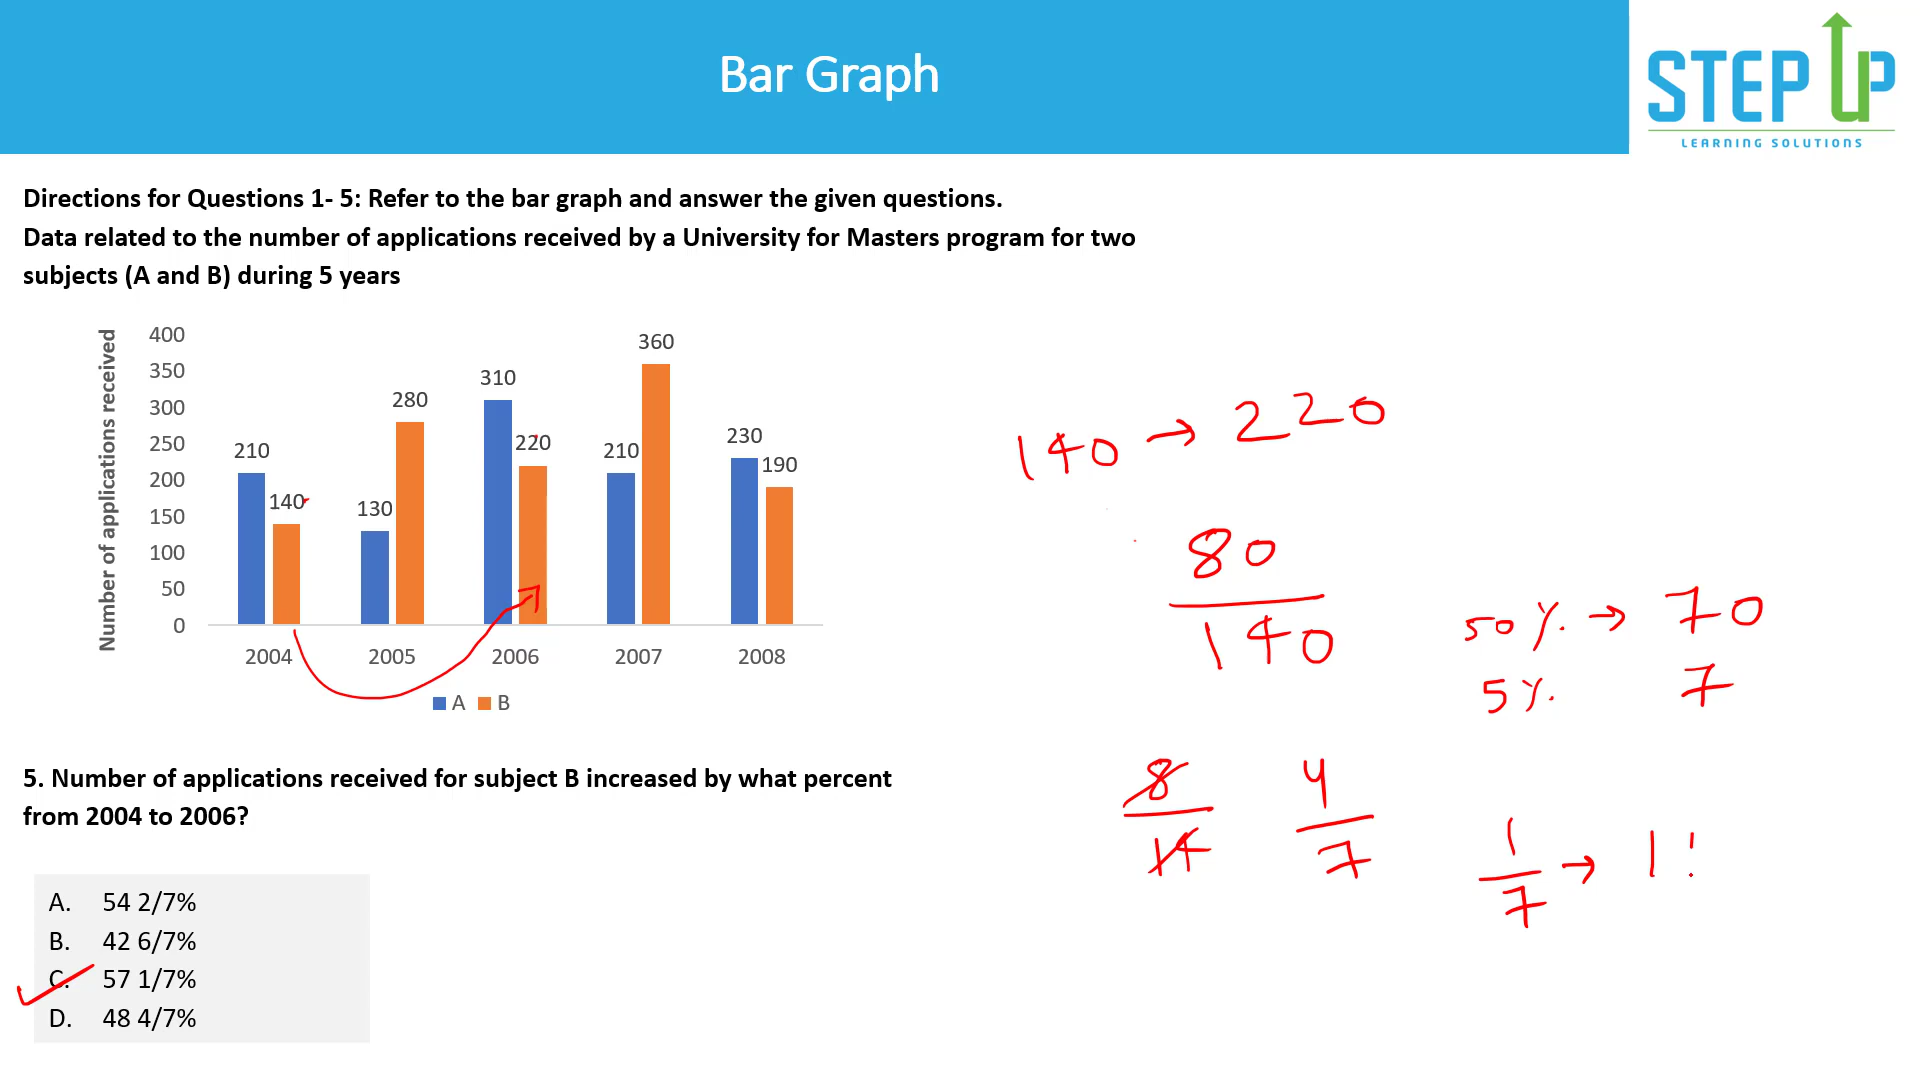 Bar Graph
STEP UP
LEARNING SOLUTIONS
Directions for Questions 1- 5: Refer to the bar graph and answer the given questions.
Data related to the number of applications received by a University for Masters program for two
subjects (A and B) during 5 years
Number of applications received
400
350
300
250
200
150
100
50
0
210
140
130
280
310
220
210
360
230
190
2004
2005
2006
2007
2008
A
B
140 → 220
80
140
50% → 70
5% 7
8
14
4
7
1
7
→ 1
5. Number of applications received for subject B increased by what percent
from 2004 to 2006?
A. 54 2/7%
B. 42 6/7%
C. 57 1/7%
D. 48 4/7%